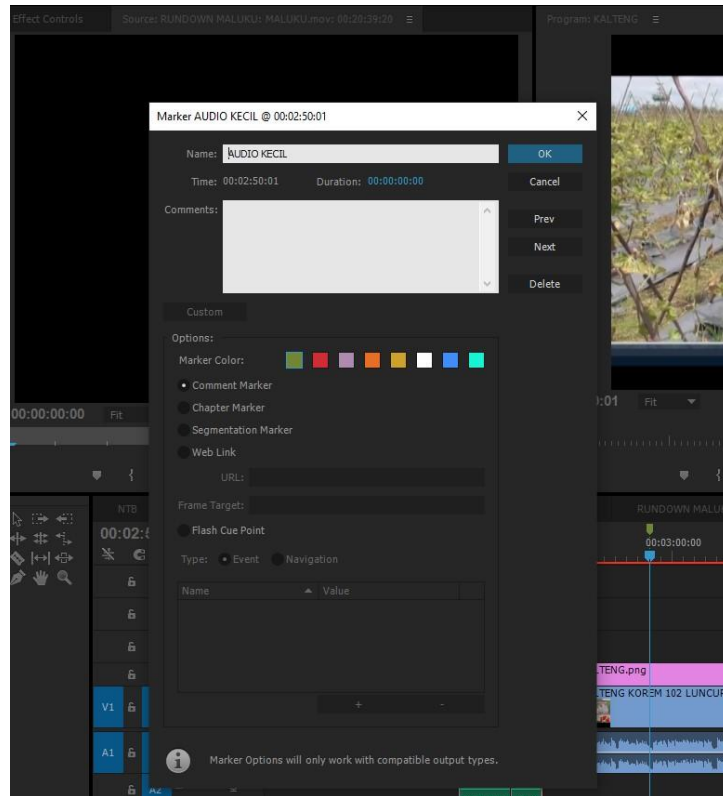 Effect Controls
Source: RUNDOWN MALUKU: MALUKU.mov: 00:20:39:20
Program: KALTENG
Marker AUDIO KECIL @ 00:02:50:01
Name: AUDIO KECIL
OK
Time: 00:02:50:01 Duration: 00:00:00:00
Cancel
Comments:
Prev
Next
Delete
Custom
Options:
Marker Color:
Comment Marker
Chapter Marker
Segmentation Marker
Web Link
URL:
Frame Target:
Flash Cue Point
Type: Event Navigation
Name Value
+ -
Marker Options will only work with compatible output types.
00:00:00:00 Fit
:01 Fit
NTB
RUNDOWN MALU
00:02:
00:03:00:00
TENG.png
TENG KOREM 102 LUNCUR
V1
A1
A2